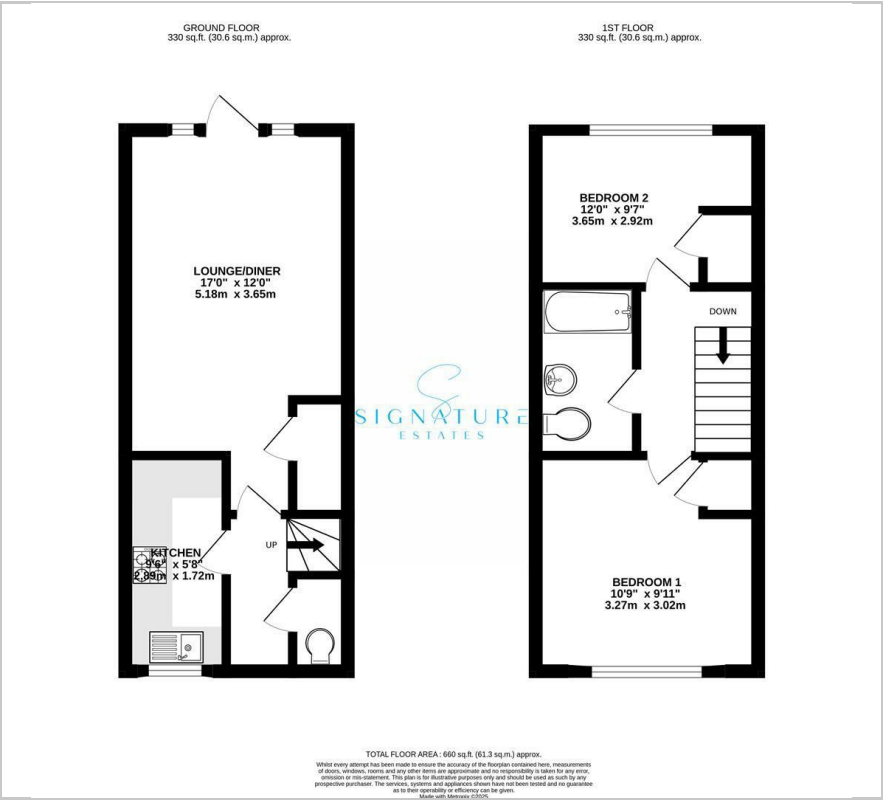 GROUND FLOOR
330 sq.ft. (30.6 sq.m.) approx.
1ST FLOOR
330 sq.ft. (30.6 sq.m.) approx.
LOUNGE/DINER
17'0" x 12'0"
5.18m x 3.65m
BEDROOM 2
12'0" x 9'7"
3.65m x 2.92m
DOWN
SIGNATURE
ESTATES
UP
KITCHEN
9'6" x 5'8"
2.89m x 1.72m
BEDROOM 1
10'9" x 9'11"
3.27m x 3.02m
TOTAL FLOOR AREA : 660 sq.ft. (61.3 sq.m.) approx.
Whilst every attempt has been made to ensure the accuracy of the floorplan contained here, measurements
of doors, windows, rooms and any other items are approximate and no responsibility is taken for any error,
omission or mis-statement. This plan is for illustrative purposes only and should be used as such by any
prospective purchaser. The services, systems and appliances shown have not been tested and no guarantee
as to their operability or efficiency can be given.
Made with Metropix ©2025